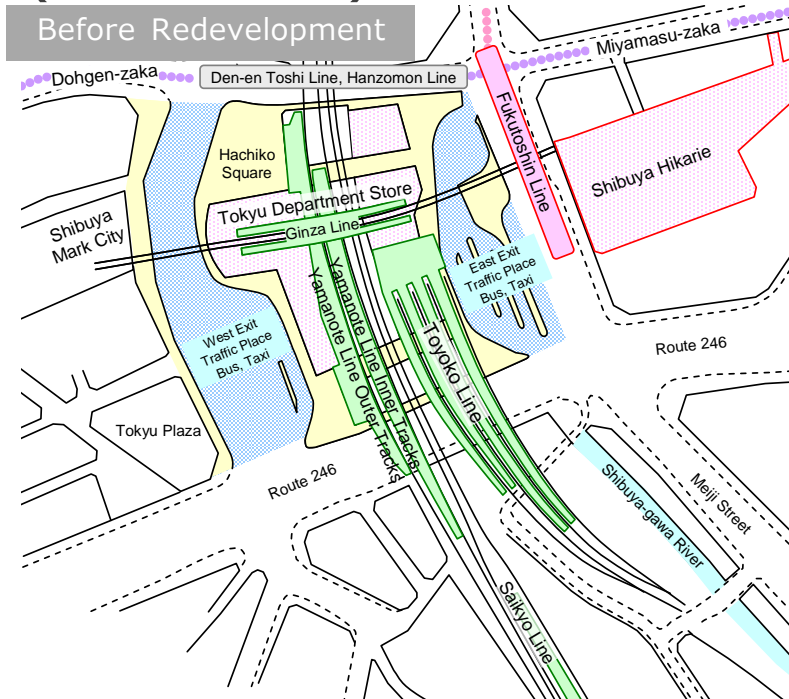 Before Redevelopment
Miyamasu-zaka
Dohgen-zaka
Den-en Toshi Line, Hanzomon Line
Fukutoshin Line
Hachiko
Square
Shibuya Hikarie
Tokyu Department Store
Shibuya
Mark City
Ginza Line
East Exit
Traffic Place
Bus, Taxi
Yamanote Line Inner Tracks
Yamanote Line Outer Tracks
West Exit
Traffic Place
Bus, Taxi
Toyoko Line
Route 246
Tokyu Plaza
Route 246
Meiji Street
Shibuya-gawa River
Saikyo Line